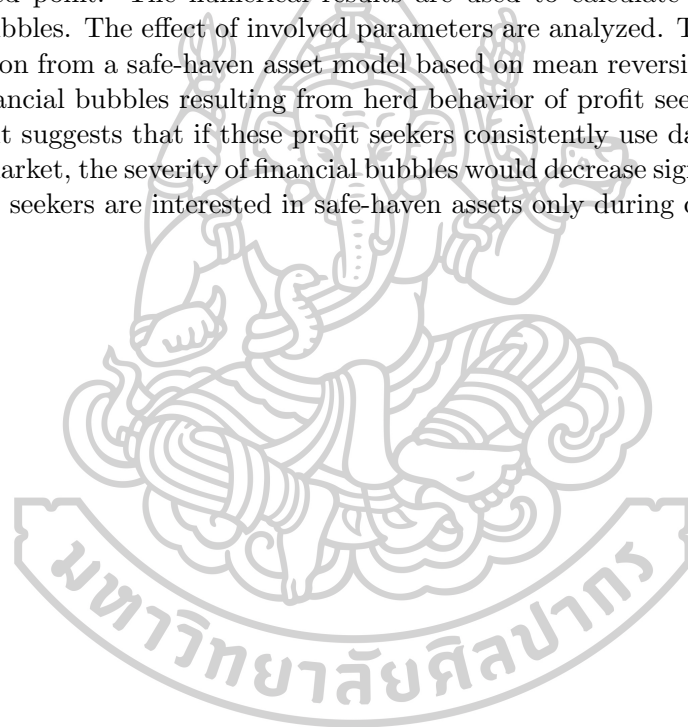 point. The numerical results are used to calculate
bbles. The effect of involved parameters are analyzed. T
on from a safe-haven asset model based on mean reversi
ancial bubbles resulting from herd behavior of profit see
t suggests that if these profit seekers consistently use da
arket, the severity of financial bubbles would decrease sig
seekers are interested in safe-haven assets only during
มหาวิทยาลัยศิลปากร